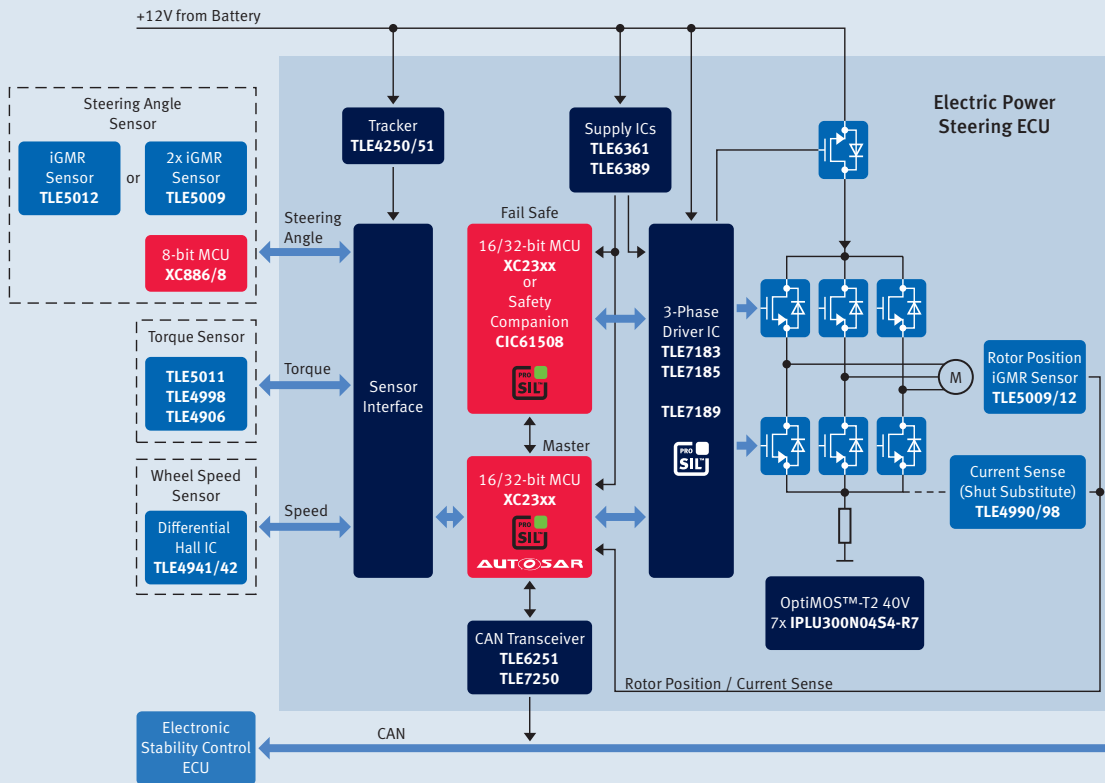 +12V from Battery
Electric Power
Steering ECU
Steering Angle
Sensor
iGMR
Sensor
TLE5012
or
2x iGMR
Sensor
TLE5009
8-bit MCU
XC886/8
Tracker
TLE4250/51
Supply ICs
TLE6361
TLE6389
Steering
Angle
Fail Safe
16/32-bit MCU
XC23xx
or
Safety
Companion
CIC61508
PRO
SIL™
3-Phase
Driver IC
TLE7183
TLE7185
TLE7189
PRO
SIL™
Torque Sensor
TLE5011
TLE4998
TLE4906
Torque
Sensor
Interface
M
Rotor Position
iGMR Sensor
TLE5009/12
Master
16/32-bit MCU
XC23xx
PRO
SIL™
AUTOSAR
Wheel Speed
Sensor
Differential
Hall IC
TLE4941/42
Speed
Current Sense
(Shut Substitute)
TLE4990/98
OptiMOS™-T2 40V
7x IPLU300N04S4-R7
CAN Transceiver
TLE6251
TLE7250
Rotor Position / Current Sense
Electronic
Stability Control
ECU
CAN